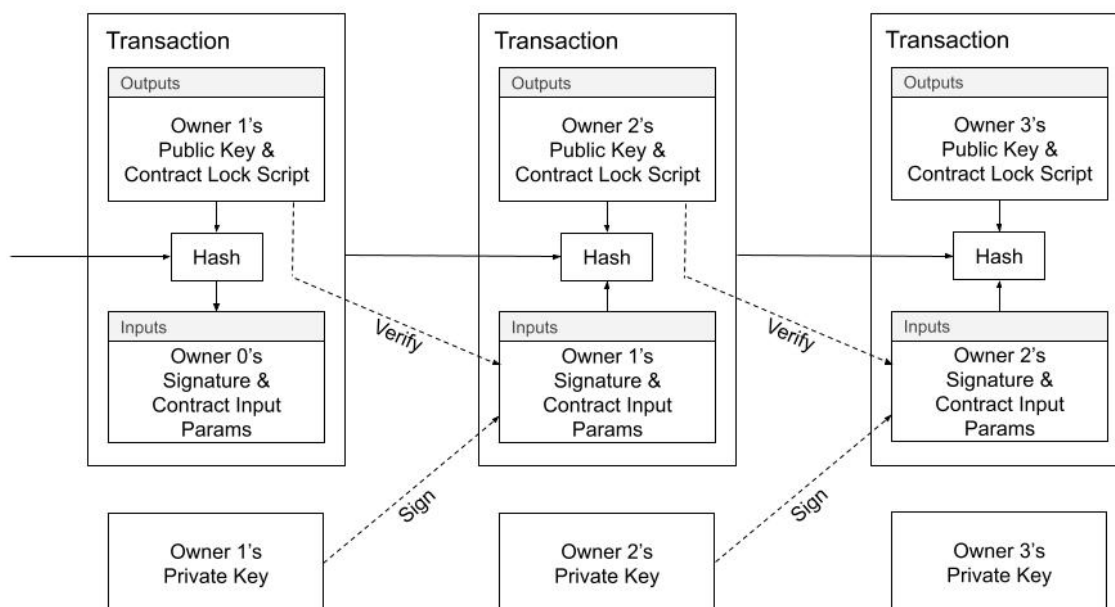 Transaction
Outputs
Owner 1’s
Public Key &
Contract Lock Script
Hash
Inputs
Owner 0’s
Signature &
Contract Input
Params
Verify
Sign
Owner 1’s
Private Key
Transaction
Outputs
Owner 2’s
Public Key &
Contract Lock Script
Hash
Inputs
Owner 1’s
Signature &
Contract Input
Params
Verify
Sign
Owner 2’s
Private Key
Transaction
Outputs
Owner 3’s
Public Key &
Contract Lock Script
Hash
Inputs
Owner 2’s
Signature &
Contract Input
Params
Owner 3’s
Private Key